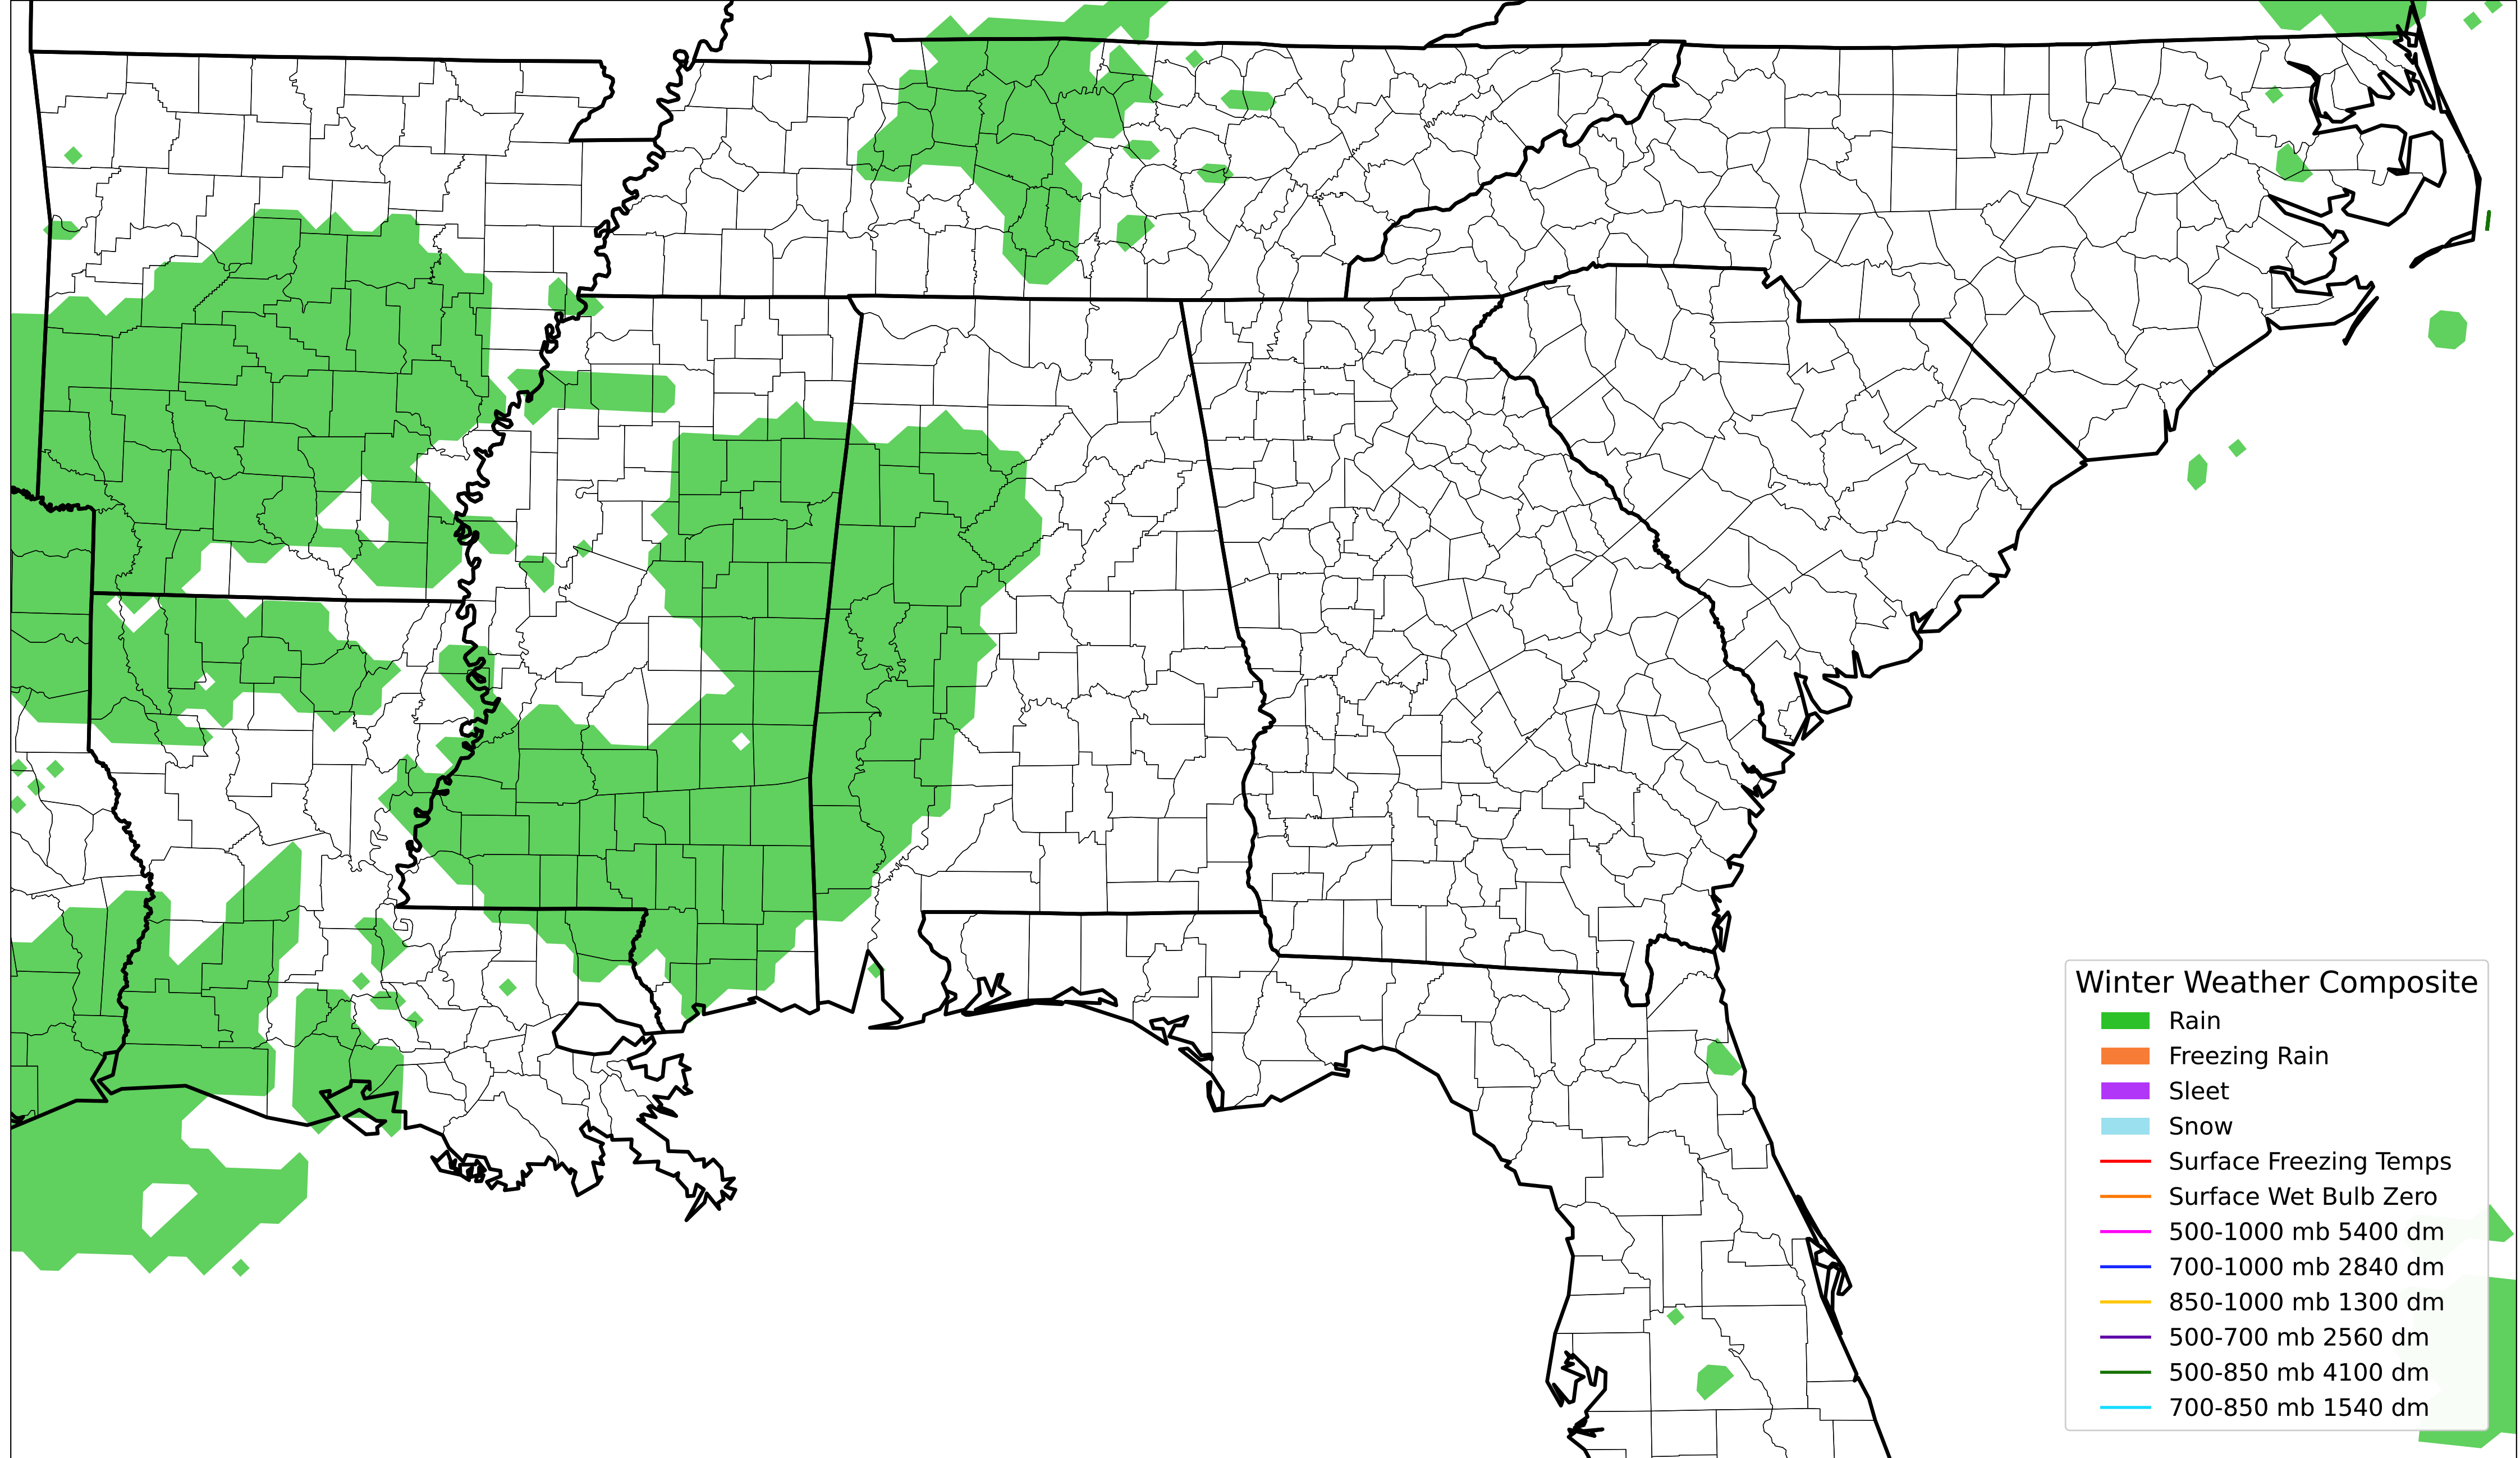 Winter Weather Composite
Rain
Freezing Rain
Sleet
Snow
Surface Freezing Temps
Surface Wet Bulb Zero
500-1000 mb 5400 dm
700-1000 mb 2840 dm
850-1000 mb 1300 dm
500-700 mb 2560 dm
500-850 mb 4100 dm
700-850 mb 1540 dm